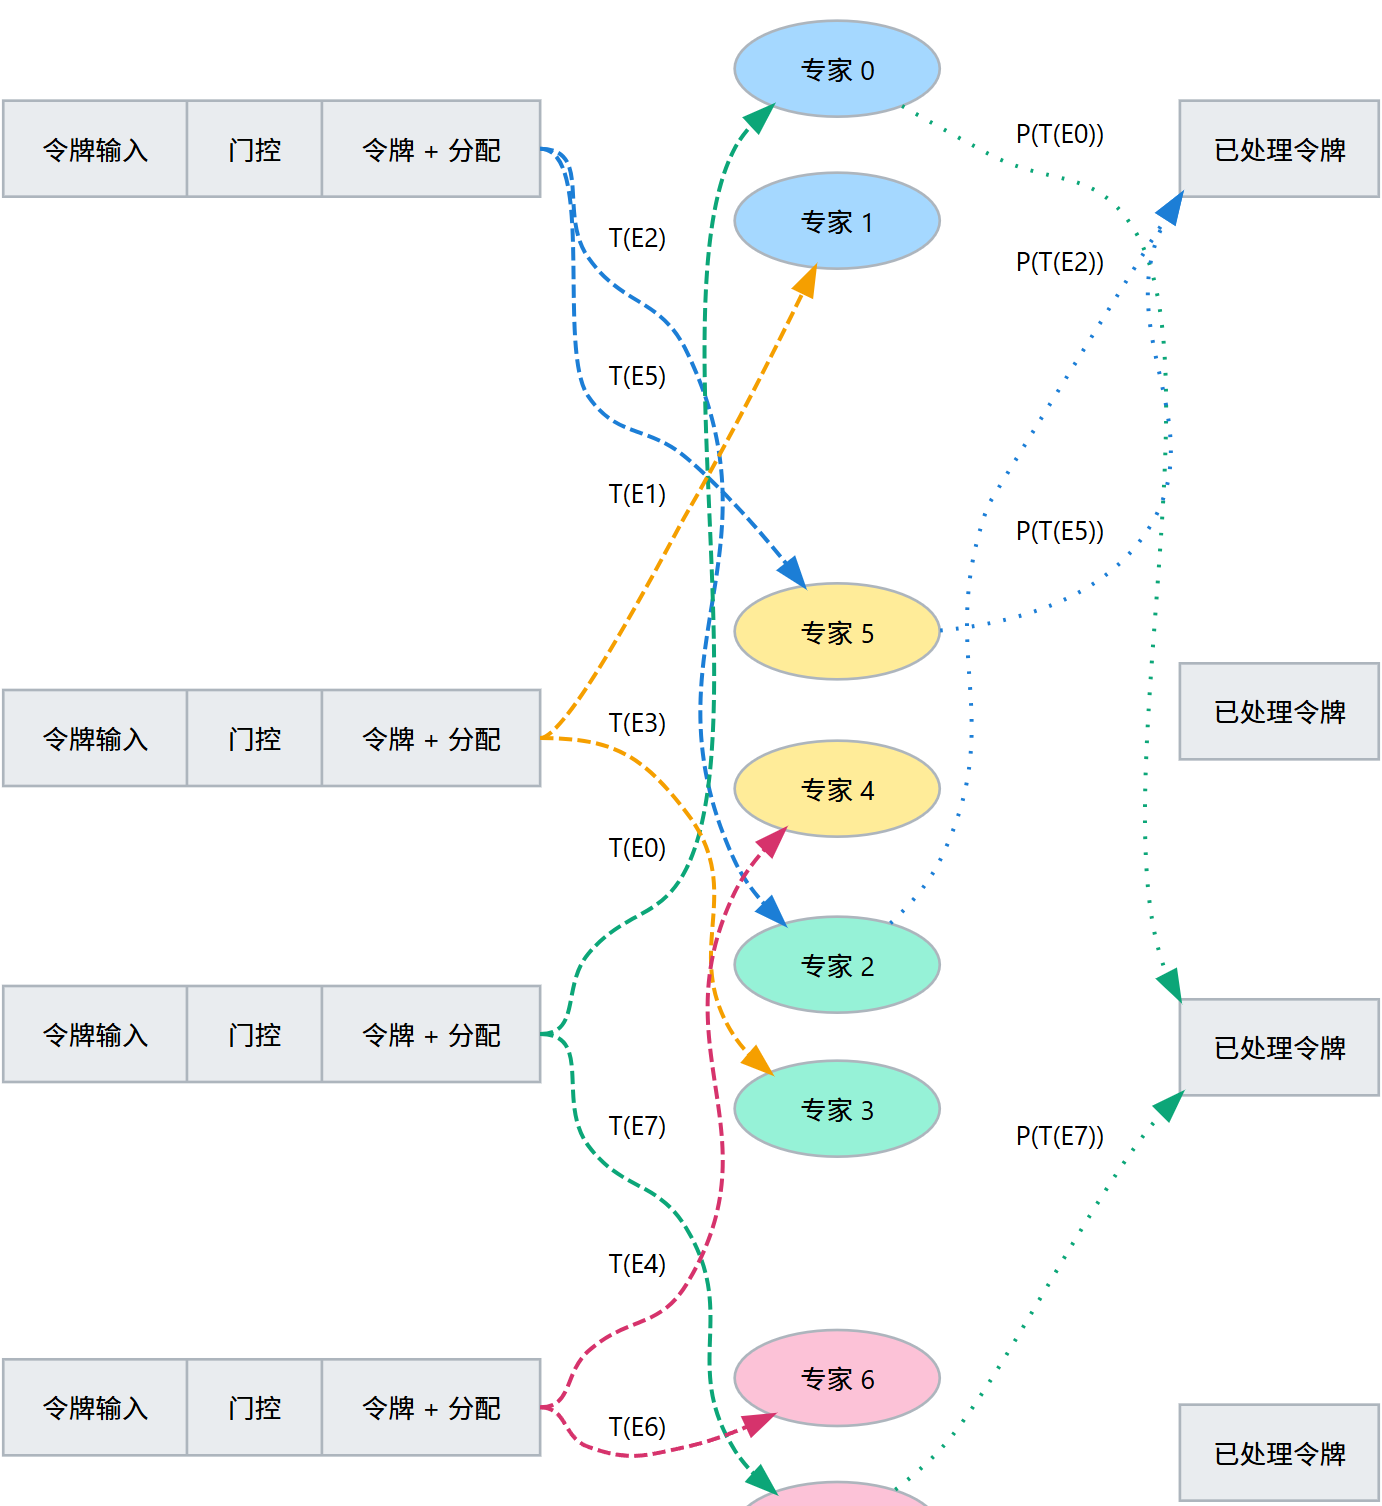 专家 0
P(T(E0))
令牌输入 门控 令牌 + 分配
已处理令牌
专家 1
T(E2)
P(T(E2))
T(E5)
T(E1)
P(T(E5))
专家 5
令牌输入 门控 令牌 + 分配
T(E3)
已处理令牌
专家 4
T(E0)
专家 2
令牌输入 门控 令牌 + 分配
已处理令牌
专家 3
T(E7)
P(T(E7))
T(E4)
专家 6
令牌输入 门控 令牌 + 分配
T(E6)
已处理令牌